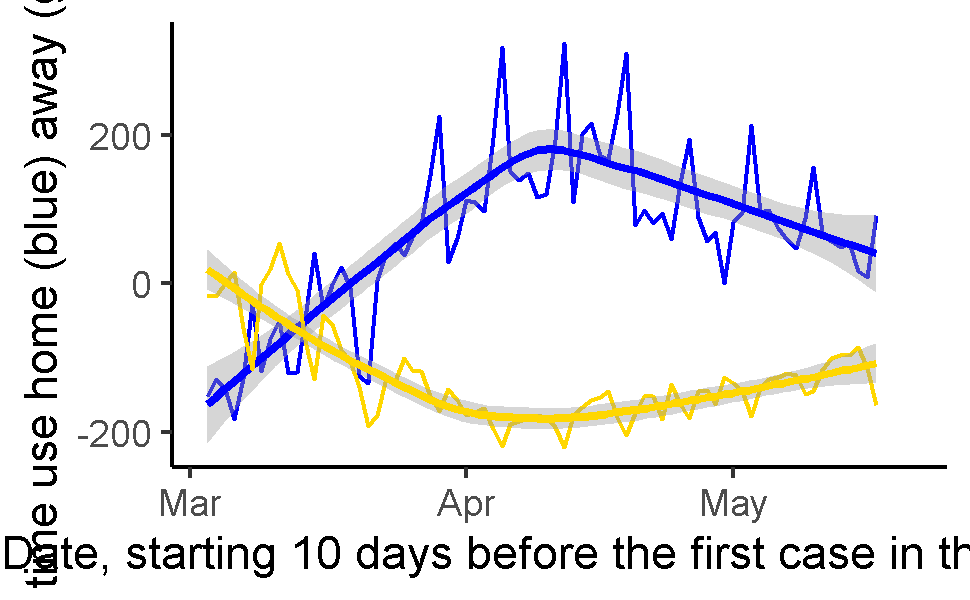 time use home (blue) away (
200
0
-200
Mar
Apr
May
Date, starting 10 days before the first case in th